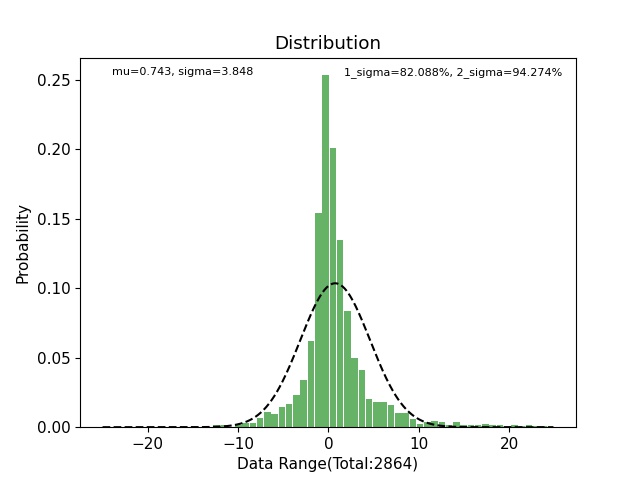 Distribution
mu=0.743, sigma=3.848
1_sigma=82.088%, 2_sigma=94.274%
Probability
0.25
0.20
0.15
0.10
0.05
0.00
−20 −10 0 10 20
Data Range(Total:2864)